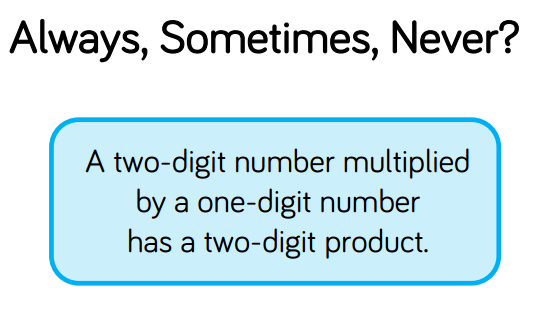 Always, Sometimes, Never?
A two-digit number multiplied
by a one-digit number
has a two-digit product.